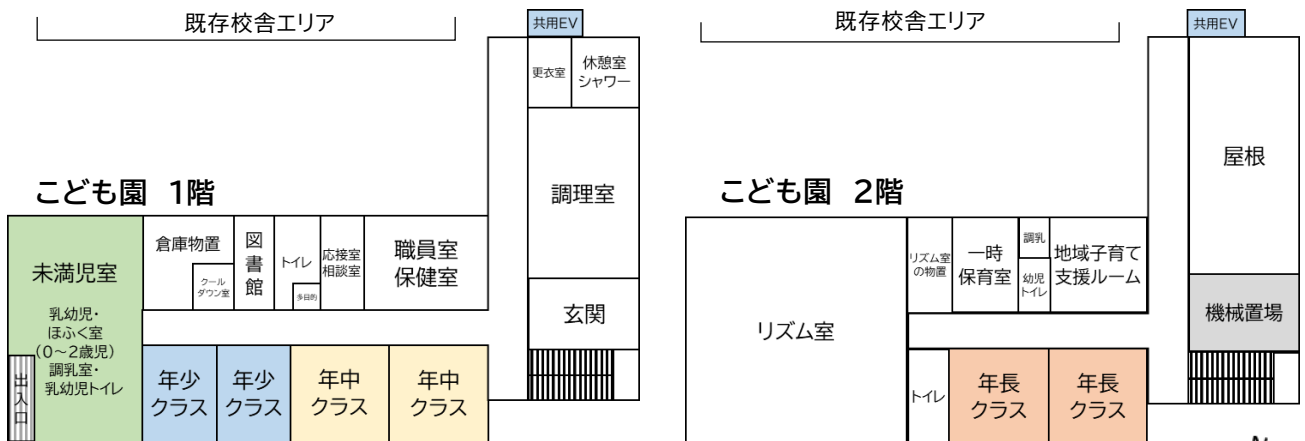 既存校舎エリア
共用EV
更衣室
休憩室
シャワー
調理室
こども園 1階
未満児室
乳幼児・
ほふく室
(0～2歳児)
調乳室・
乳幼児トイレ
出入口
倉庫物置
クール
ダウン室
図書館
トイレ
多目的
応接室
相談室
職員室
保健室
玄関
年少
クラス
年少
クラス
年中
クラス
年中
クラス
既存校舎エリア
共用EV
屋根
こども園 2階
リズム室
リズム室
の物置
一時
保育室
調乳
幼児
トイレ
地域子育て
支援ルーム
機械置場
トイレ
年長
クラス
年長
クラス